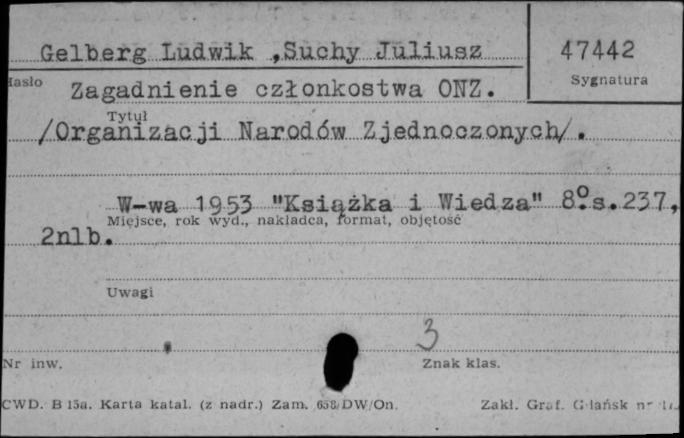 Gelberg Ludwik ,Suchy Juliusz
47442
Sygnatura
Hasło
Zagadnienie członkostwa ONZ.
Tytuł
/Organizacji Narodów Zjednoczonych/.
W-wa 1953 "Książka i Wiedza" 8°.s.237,
Miejsce, rok wyd., nakładca, format, objętość
2nlb.
Uwagi
3
Nr inw.
Znak klas.
CWD. B 15a. Karta katal. (z nadr.) Zam. 658/DW/On.
Zakł. Graf. Gdańsk nr